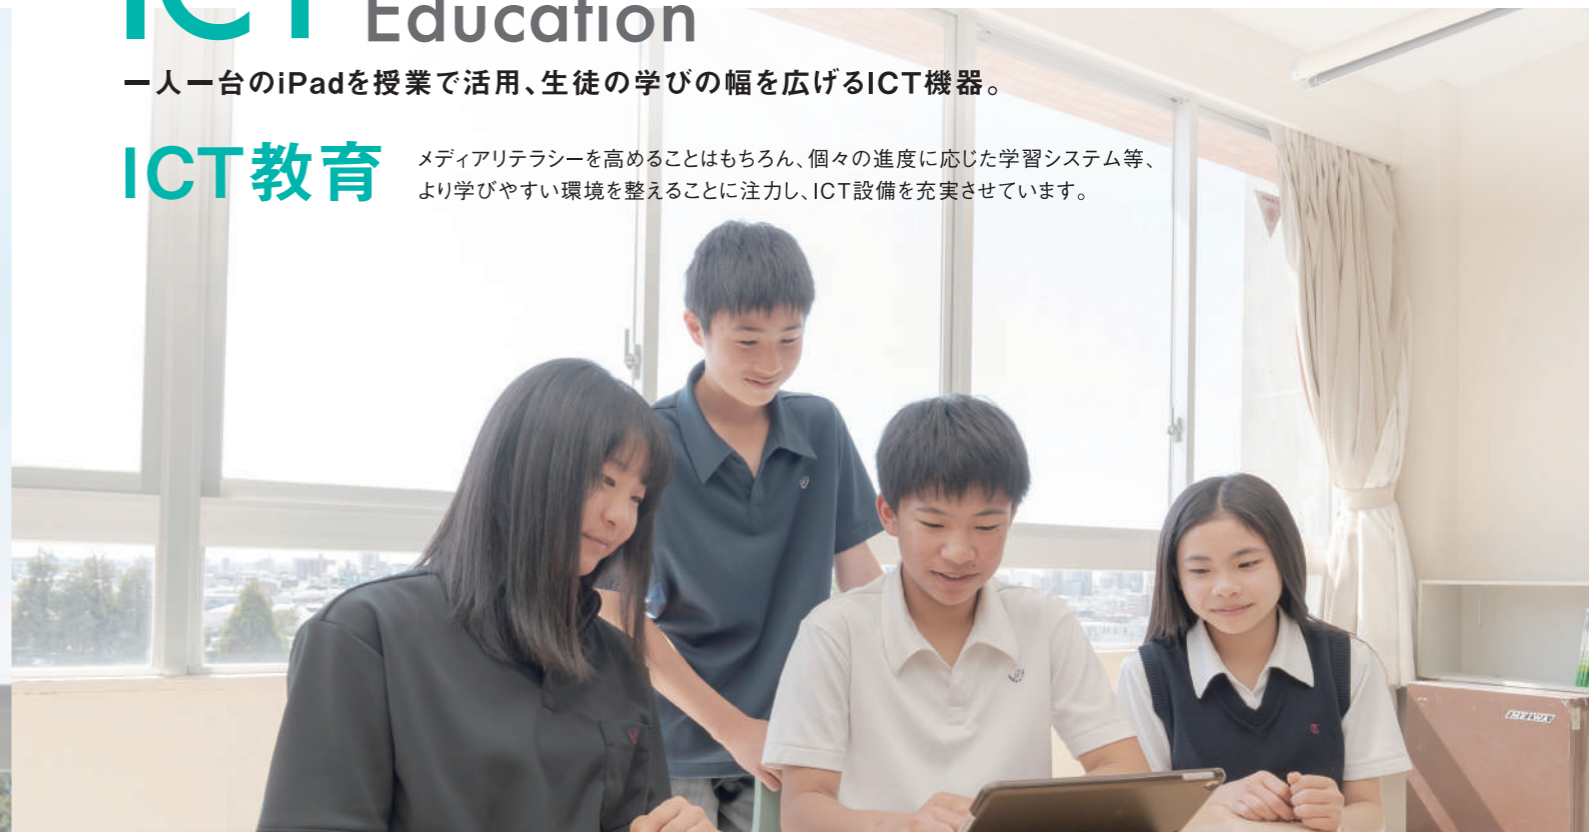 ICT Education
一人一台のiPadを授業で活用、生徒の学びの幅を広げるICT機器。
ICT教育
メディアリテラシーを高めることはもちろん、個々の進度に応じた学習システム等、
より学びやすい環境を整えることに注力し、ICT設備を充実させています。
MEIWA